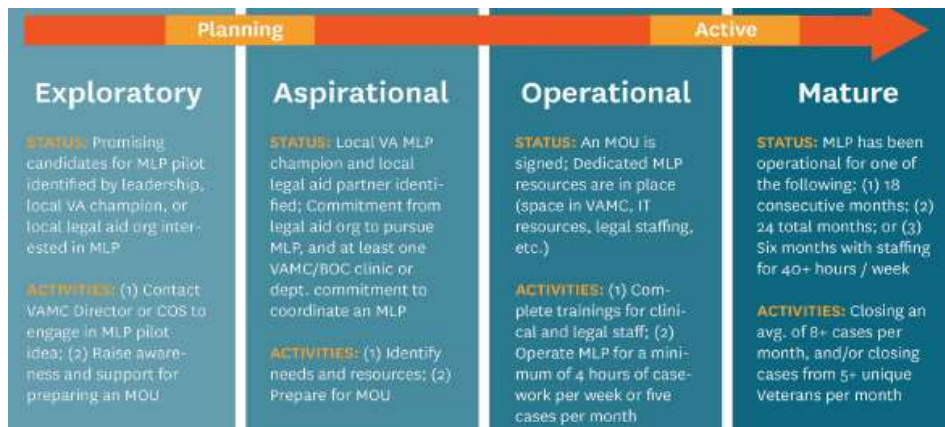 Planning
Active
Exploratory
STATUS: Promising
candidates for MLP pilot
identified by leadership,
local VA champion, or
local legal aid org inter-
ested in MLP
ACTIVITIES: (1) Contact
VAMC Director or COS to
engage in MLP pilot
idea; (2) Raise aware-
ness and support for
preparing an MOU
Aspirational
STATUS: Local VA MLP
champion and local
legal aid partner identi-
fied; Commitment from
legal aid org to pursue
MLP, and at least one
VAMC/BOC clinic or
dept. commitment to
coordinate an MLP
ACTIVITIES: (1) Identify
needs and resources; (2)
Prepare for MOU
Operational
STATUS: An MOU is
signed; Dedicated MLP
resources are in place
(space in VAMC, IT
resources, legal staffing,
etc.)
ACTIVITIES: (1) Com-
plete trainings for clin-
ical and legal staff; (2)
Operate MLP for a mini-
mum of 4 hours of case-
work per week or five
cases per month
Mature
STATUS: MLP has been
operational for one of
the following: (1) 18
consecutive months; (2)
24 total months; or (3)
Six months with staffing
for 40+ hours / week
ACTIVITIES: Closing an
avg. of 8+ cases per
month, and/or closing
cases from 5+ unique
Veterans per month